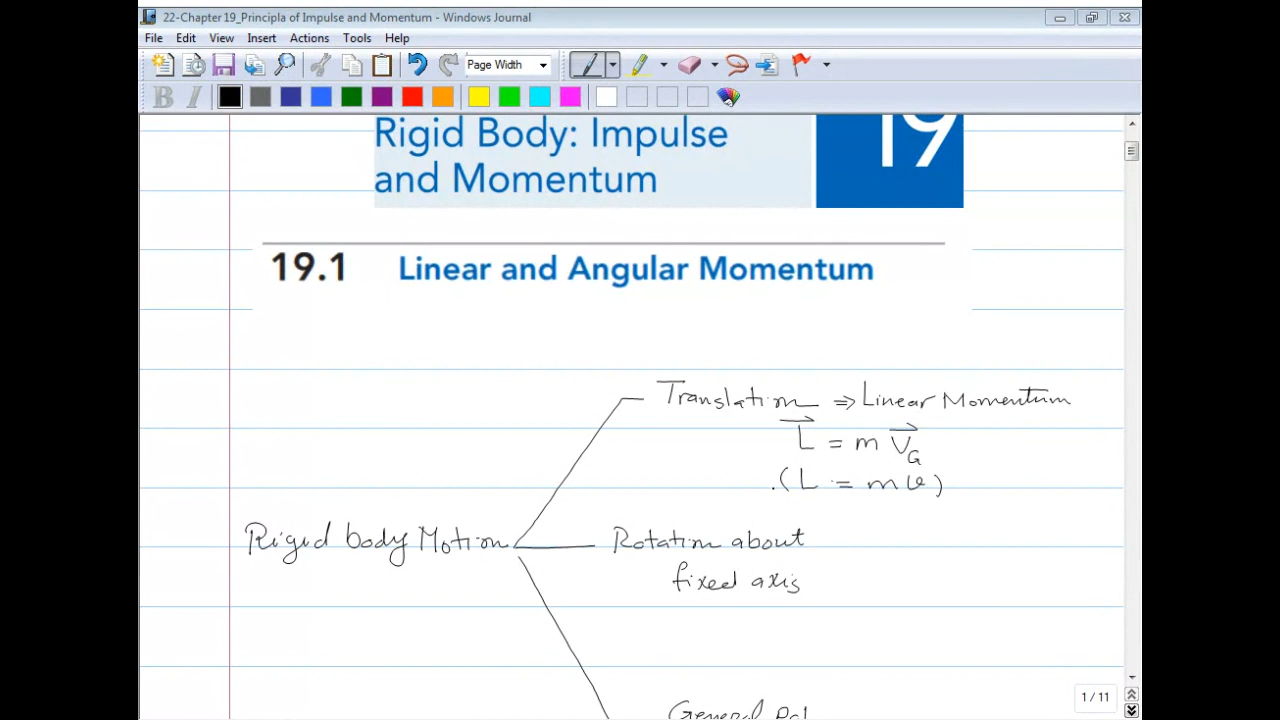 22-Chapter 19_Principla of Impulse and Momentum - Windows Journal
File Edit View Insert Actions Tools Help
Page Width
B I
Rigid Body: Impulse
and Momentum
19
19.1 Linear and Angular Momentum
Translation ⇒ Linear Momentum
L⃗ = m V⃗_G
(L = m v)
Rigid body Motion
Rotation about
fixed axis
General
1 / 11